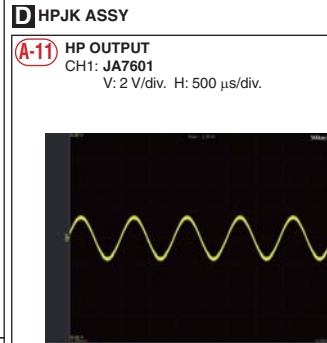 D HPJK ASSY
A-11 HP OUTPUT
CH1: JA7601
V: 2 V/div. H: 500 μs/div.